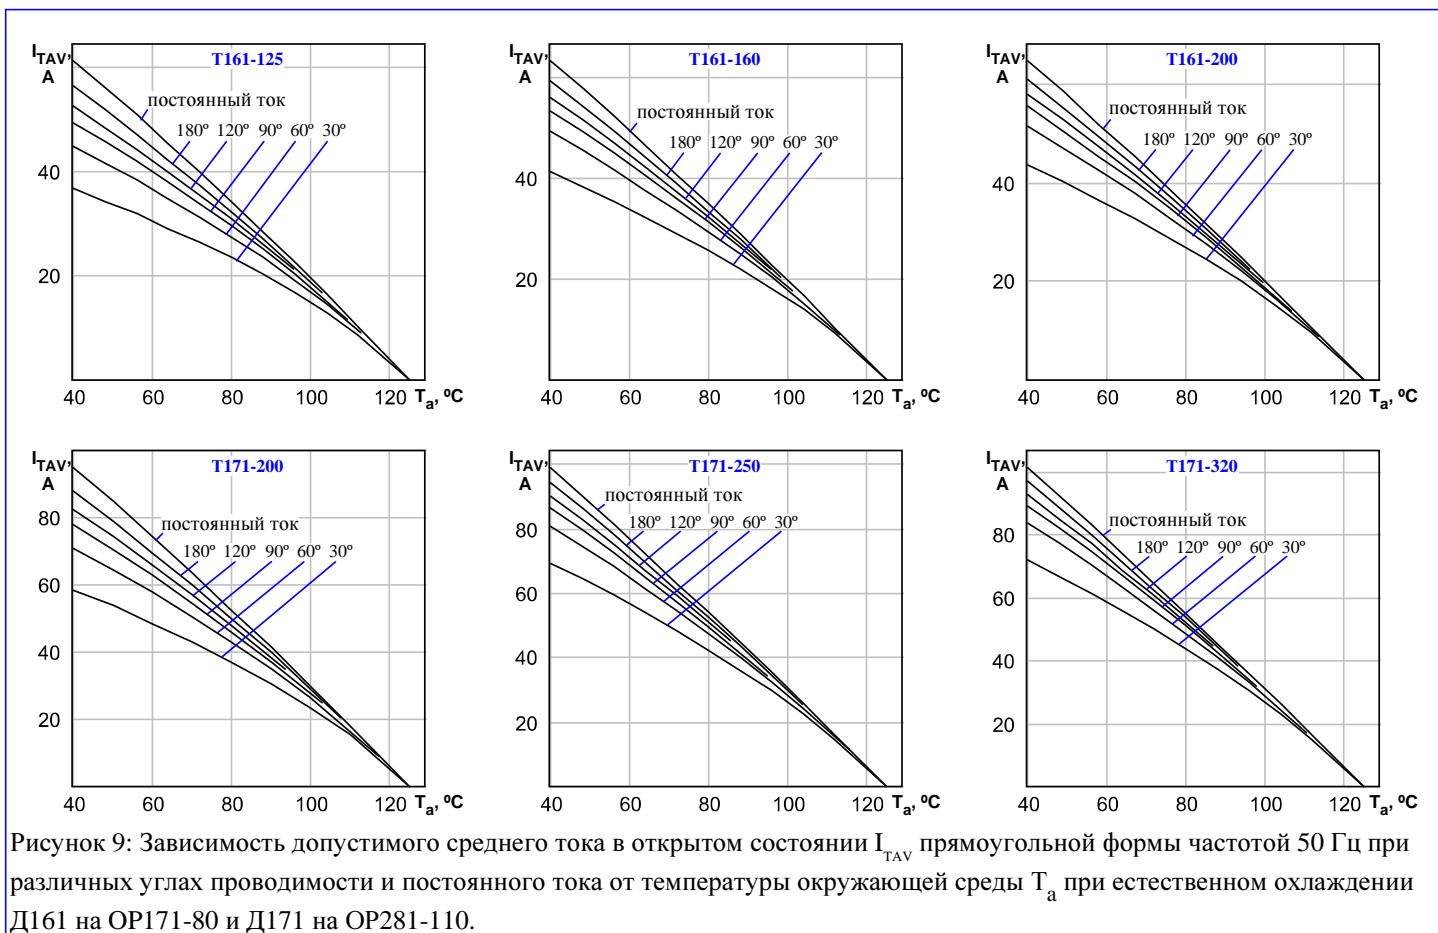 I_TAV, A
T161-125
постоянный ток
180º 120º 90º 60º 30º
40
20
40 60 80 100 120 T_a, ºC
I_TAV, A
T161-160
постоянный ток
180º 120º 90º 60º 30º
40
20
40 60 80 100 120 T_a, ºC
I_TAV, A
T161-200
постоянный ток
180º 120º 90º 60º 30º
40
20
40 60 80 100 120 T_a, ºC
I_TAV, A
T171-200
постоянный ток
180º 120º 90º 60º 30º
80
60
40
20
40 60 80 100 120 T_a, ºC
I_TAV, A
T171-250
постоянный ток
180º 120º 90º 60º 30º
80
60
40
20
40 60 80 100 120 T_a, ºC
I_TAV, A
T171-320
постоянный ток
180º 120º 90º 60º 30º
80
60
40
20
40 60 80 100 120 T_a, ºC
Рисунок 9: Зависимость допустимого среднего тока в открытом состоянии I_TAV прямоугольной формы частотой 50 Гц при
различных углах проводимости и постоянного тока от температуры окружающей среды T_a при естественном охлаждении
Д161 на ОР171-80 и Д171 на ОР281-110.